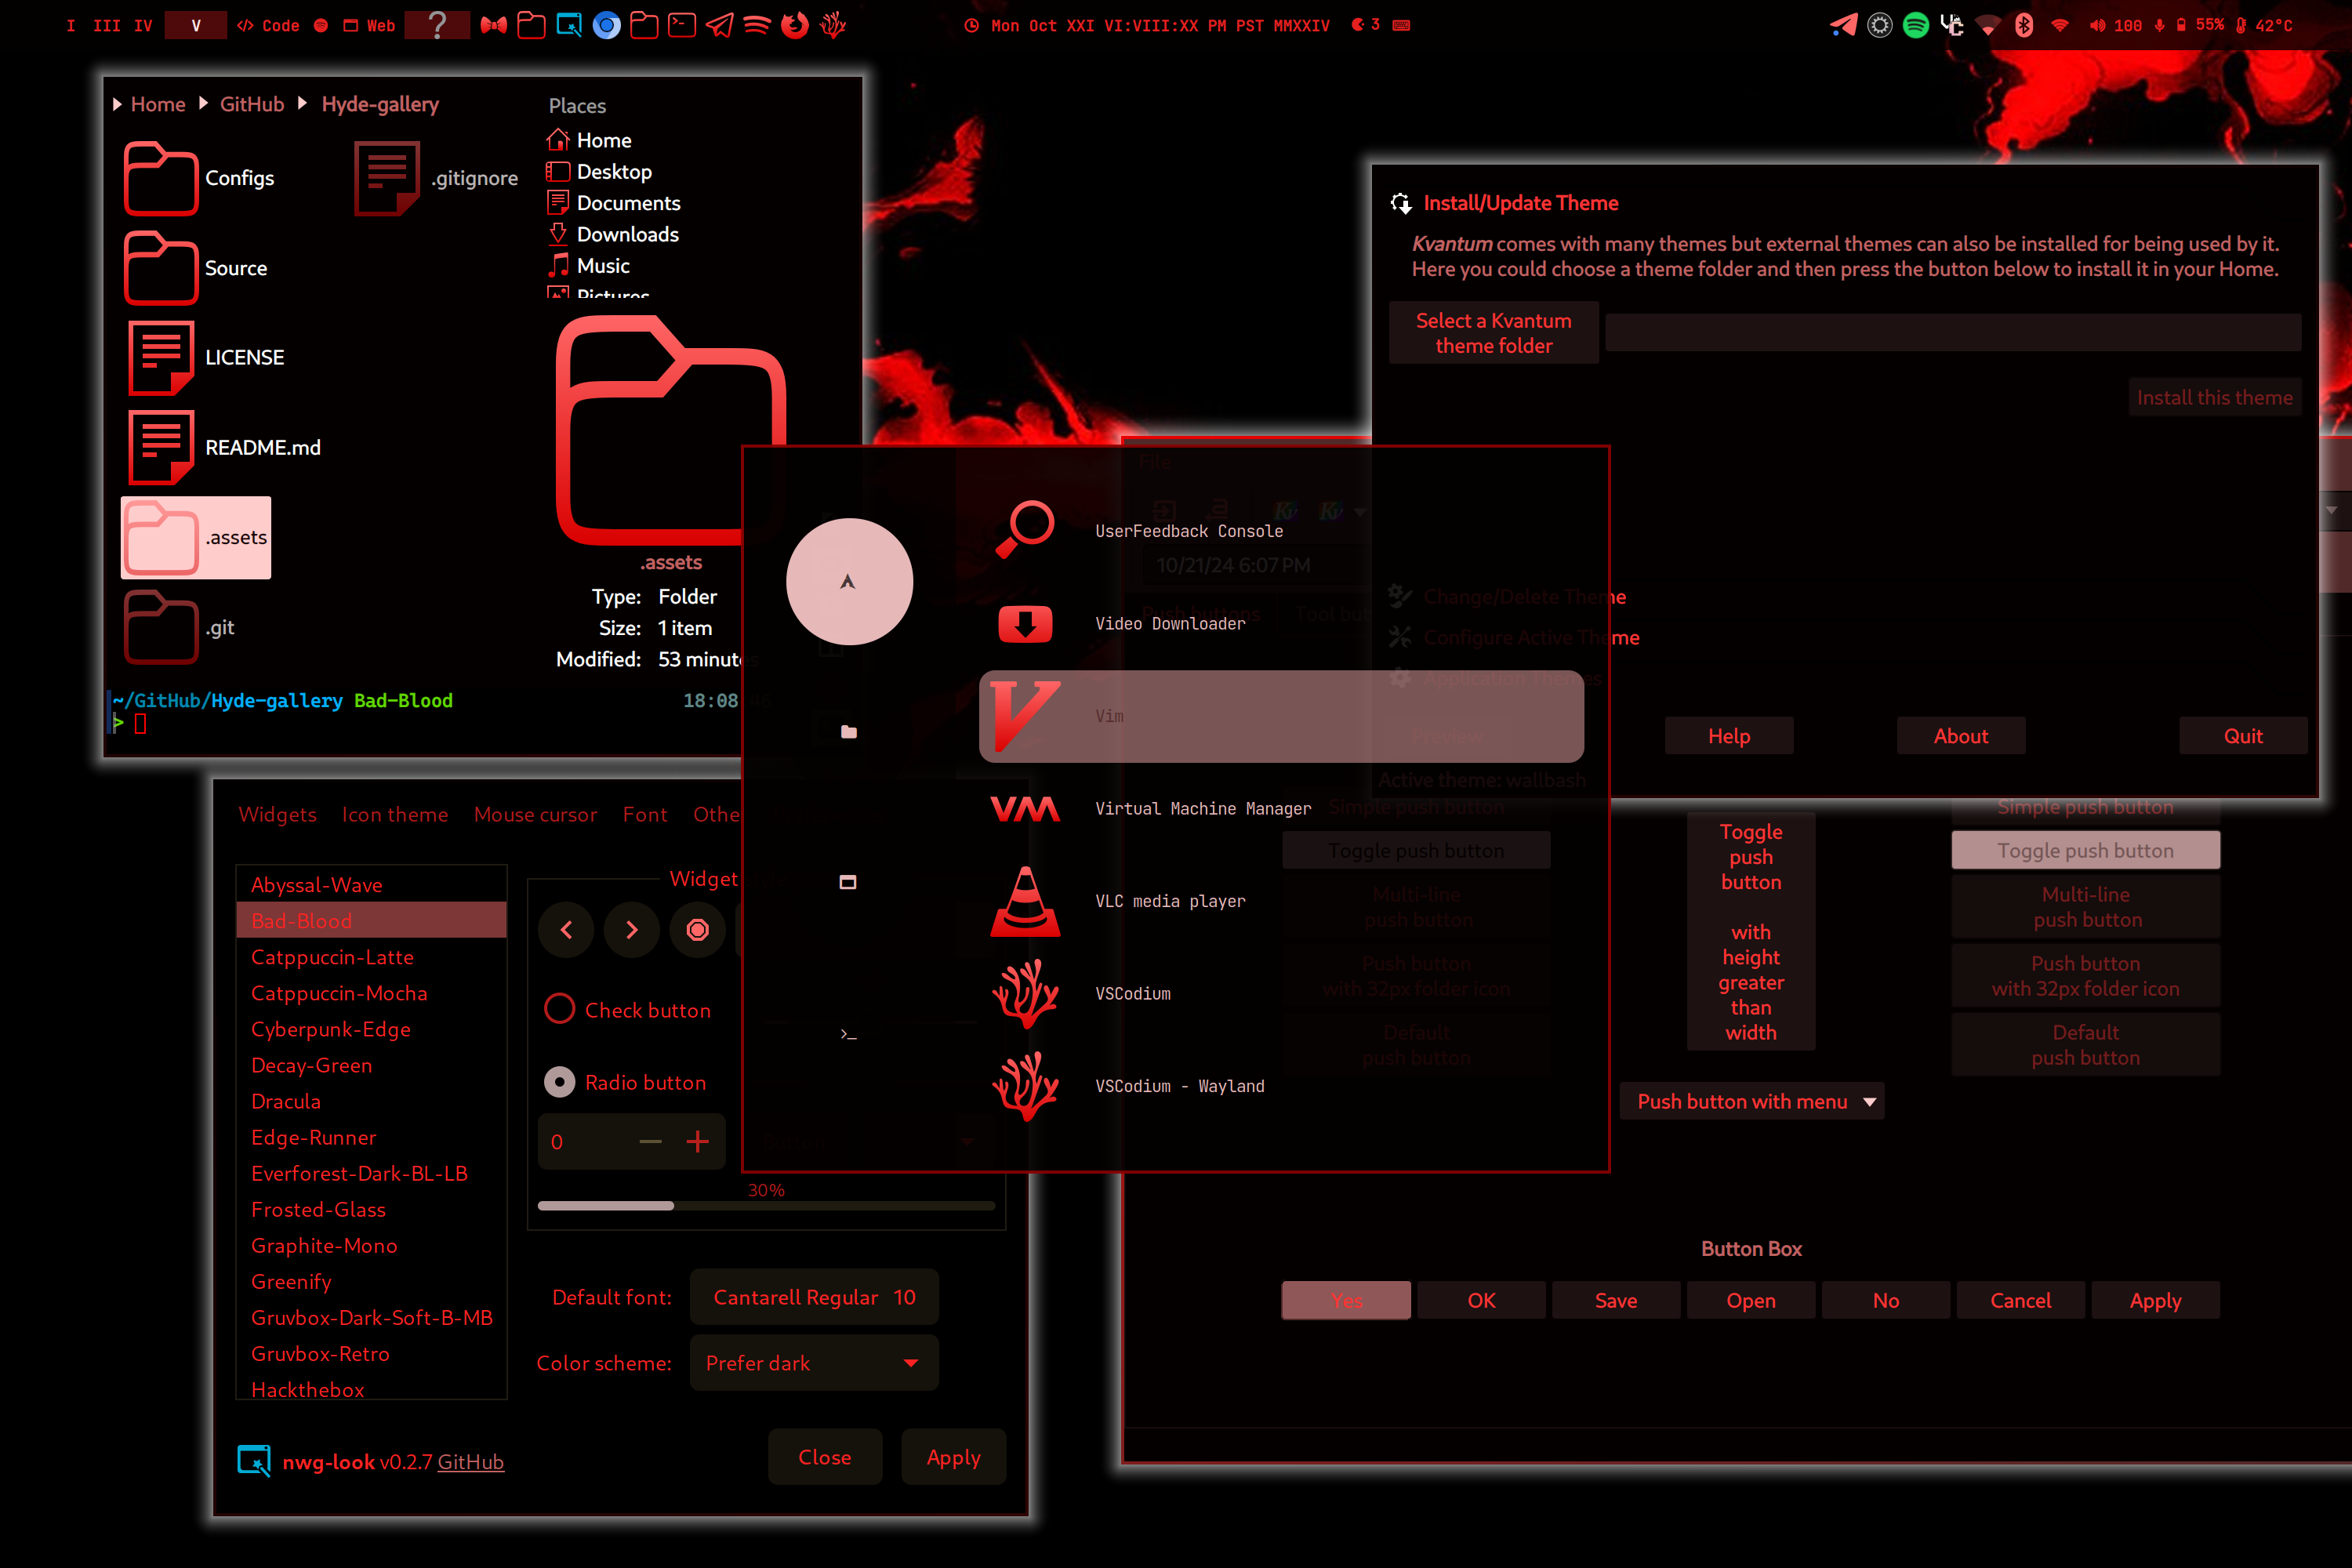 I III IV V </> Code Web ?
Mon Oct XXI VI:VIII:XX PM PST MMXXIV 3
100 55% 42°C
Home GitHub Hyde-gallery
Configs
.gitignore
Source
LICENSE
README.md
.assets
.git
Places
Home
Desktop
Documents
Downloads
Music
Pictures
.assets
Type: Folder
Size: 1 item
Modified: 53 minutes
~/GitHub/Hyde-gallery Bad-Blood 18:08
>
Install/Update Theme
Kvantum comes with many themes but external themes can also be installed for being used by it.
Here you could choose a theme folder and then press the button below to install it in your Home.
Select a Kvantum
theme folder
Install this theme
Change/Delete Theme
Configure Active Theme
Application Themes
Preview
Help
About
Quit
Active theme: wallbash
File
10/21/24 6:07 PM
Push buttons
Tool but
UserFeedback Console
Video Downloader
Vim
Virtual Machine Manager
VLC media player
VSCodium
VSCodium - Wayland
>_
Widgets Icon theme Mouse cursor Font Othe
Abyssal-Wave
Bad-Blood
Catppuccin-Latte
Catppuccin-Mocha
Cyberpunk-Edge
Decay-Green
Dracula
Edge-Runner
Everforest-Dark-BL-LB
Frosted-Glass
Graphite-Mono
Greenify
Gruvbox-Dark-Soft-B-MB
Gruvbox-Retro
Hackthebox
Widget
Check button
Radio button
0
30%
Default font: Cantarell Regular 10
Color scheme: Prefer dark
nwg-look v0.2.7 GitHub
Close
Apply
Simple push button
Toggle push button
Multi-line
push button
Push button
with 32px folder icon
Default
push button
Toggle
push
button
with
height
greater
than
width
Simple push button
Toggle push button
Multi-line
push button
Push button
with 32px folder icon
Default
push button
Push button with menu
Button Box
Yes OK Save Open No Cancel Apply